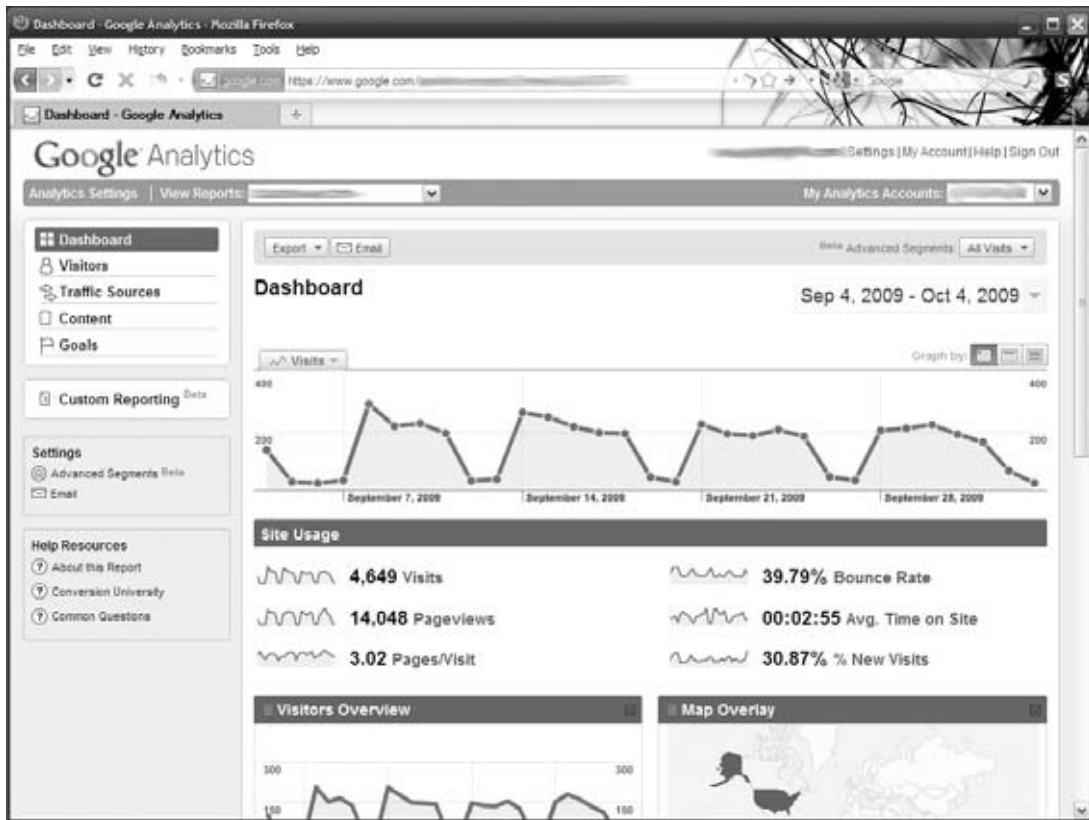 Dashboard - Google Analytics - Mozilla Firefox
File Edit View History Bookmarks Tools Help
google.com https://www.google.com/ Google
Dashboard - Google Analytics
Google Analytics
Settings | My Account | Help | Sign Out
Analytics Settings | View Reports: My Analytics Accounts:
Dashboard
Visitors
Traffic Sources
Content
Goals
Custom Reporting Beta
Settings
Advanced Segments Beta
Email
Help Resources
About this Report
Conversion University
Common Questions
Export Email Beta Advanced Segments: All Visits
Dashboard
Sep 4, 2009 - Oct 4, 2009
Visits Graph by:
400 400
200 200
September 7, 2009 September 14, 2009 September 21, 2009 September 28, 2009
Site Usage
4,649 Visits 39.79% Bounce Rate
14,048 Pageviews 00:02:55 Avg. Time on Site
3.02 Pages/Visit 30.87% % New Visits
Visitors Overview Map Overlay
300 300
150 150